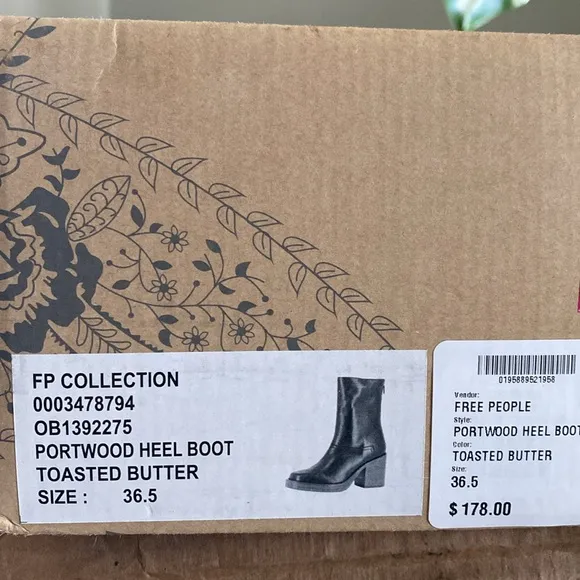 FP COLLECTION
0003478794
OB1392275
PORTWOOD HEEL BOOT
TOASTED BUTTER
SIZE : 36.5
0195889521958
Vendor:
FREE PEOPLE
Style:
PORTWOOD HEEL BOOT
Color:
TOASTED BUTTER
Size:
36.5
$ 178.00